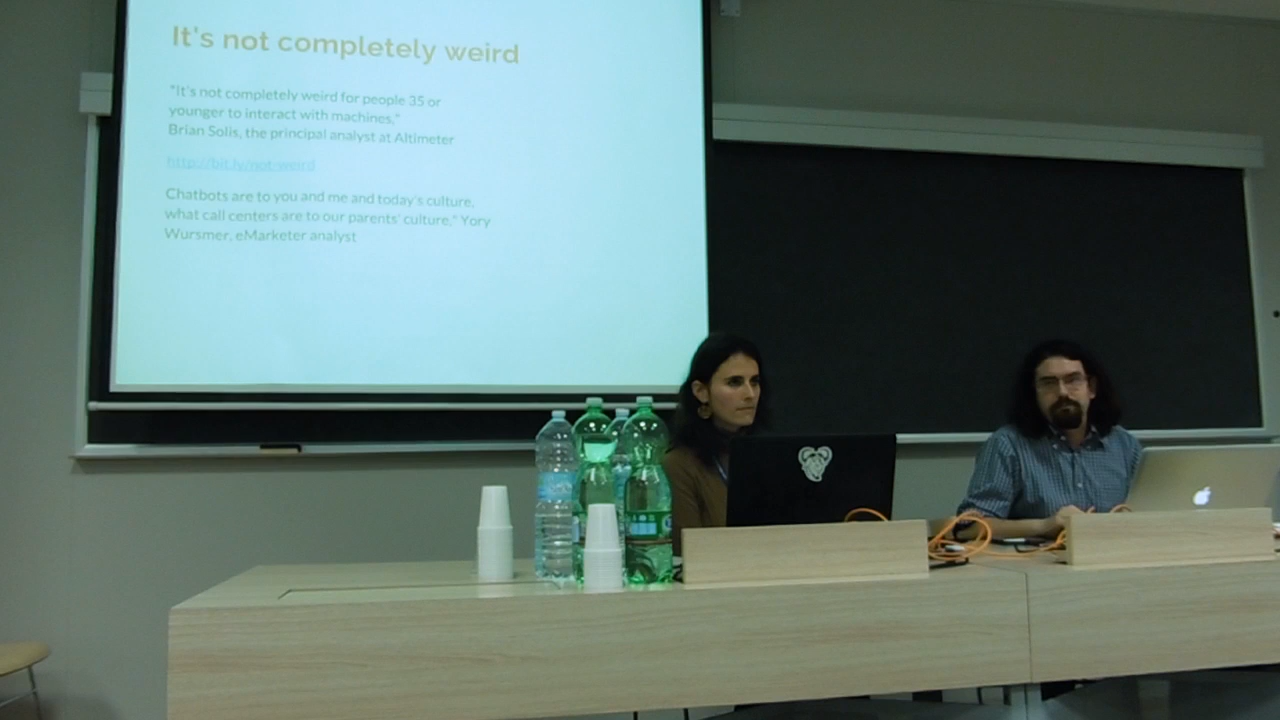 It's not completely weird
"It's not completely weird for people 35 or
younger to interact with machines,"
Brian Solis, the principal analyst at Altimeter
http://bit.ly/not-weird
Chatbots are to you and me and today's culture,
what call centers are to our parents' culture." Yory
Wursmer, eMarketer analyst